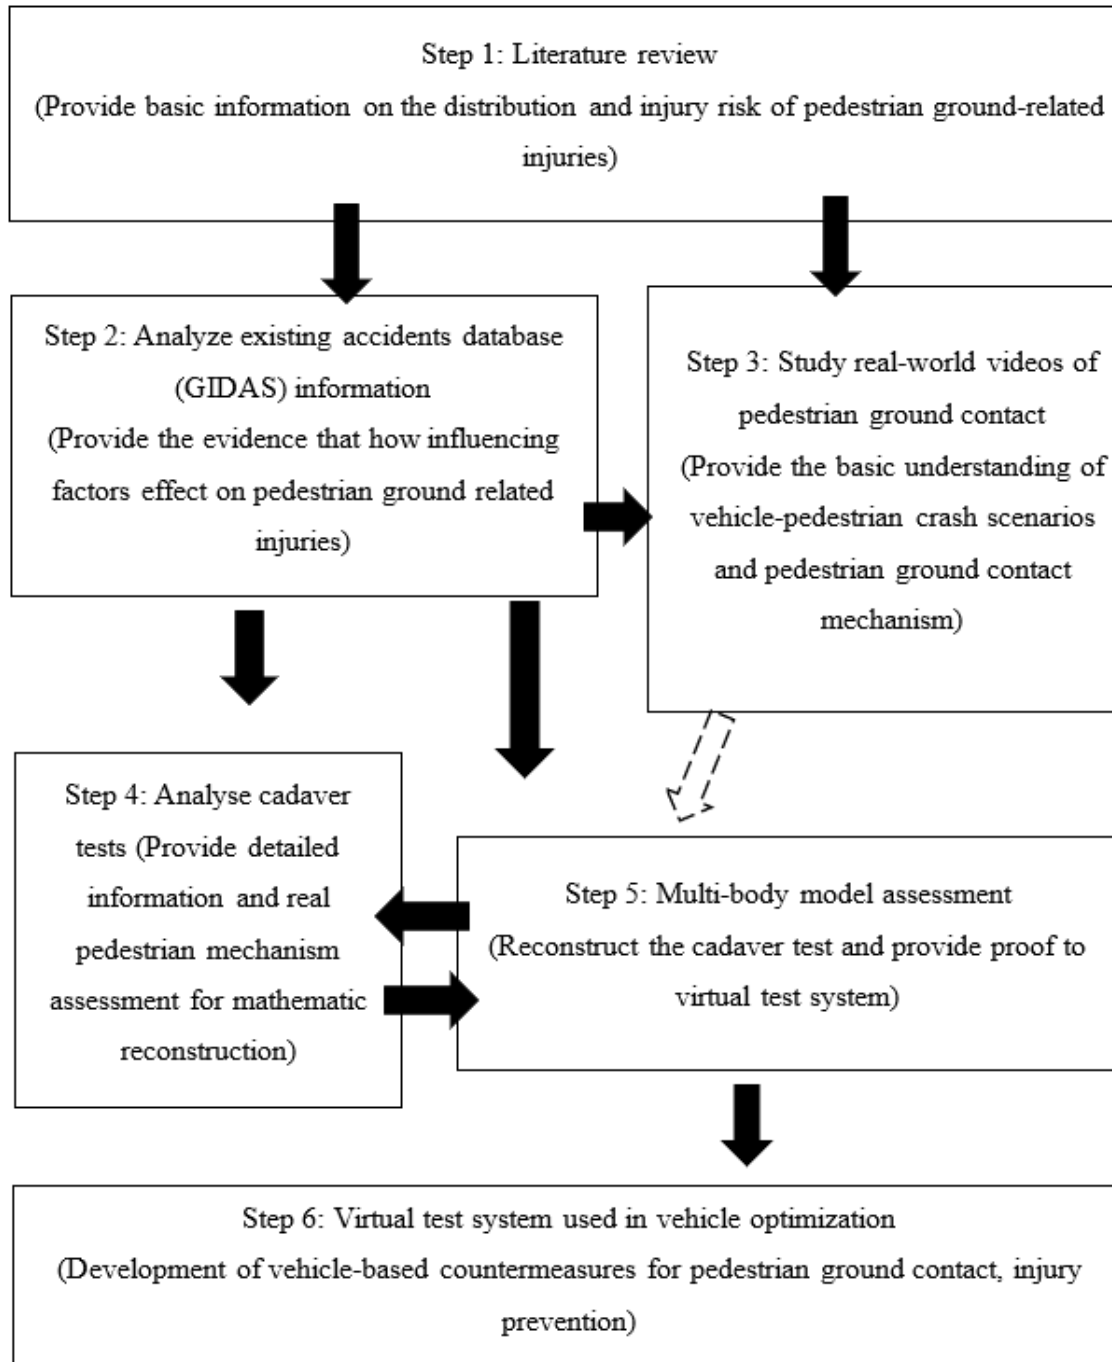 Step 1: Literature review
(Provide basic information on the distribution and injury risk of pedestrian ground-related
injuries)
Step 2: Analyze existing accidents database
(GIDAS) information
(Provide the evidence that how influencing
factors effect on pedestrian ground related
injuries)
Step 3: Study real-world videos of
pedestrian ground contact
(Provide the basic understanding of
vehicle-pedestrian crash scenarios
and pedestrian ground contact
mechanism)
Step 4: Analyse cadaver
tests (Provide detailed
information and real
pedestrian mechanism
assessment for mathematic
reconstruction)
Step 5: Multi-body model assessment
(Reconstruct the cadaver test and provide proof to
virtual test system)
Step 6: Virtual test system used in vehicle optimization
(Development of vehicle-based countermeasures for pedestrian ground contact, injury
prevention)